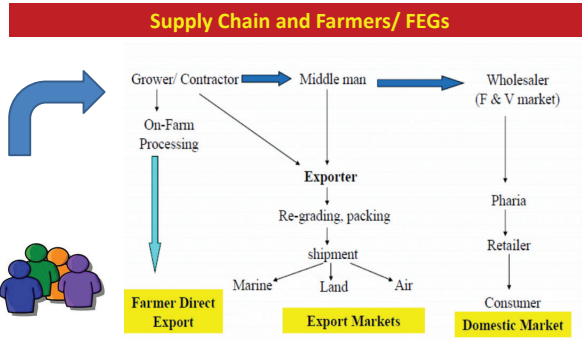 Supply Chain and Farmers/ FEGs
Grower/ Contractor
Middle man
Wholesaler
(F & V market)
On-Farm
Processing
Exporter
Pharia
Re-grading, packing
Retailer
shipment
Marine
Land
Air
Consumer
Farmer Direct
Export
Export Markets
Domestic Market